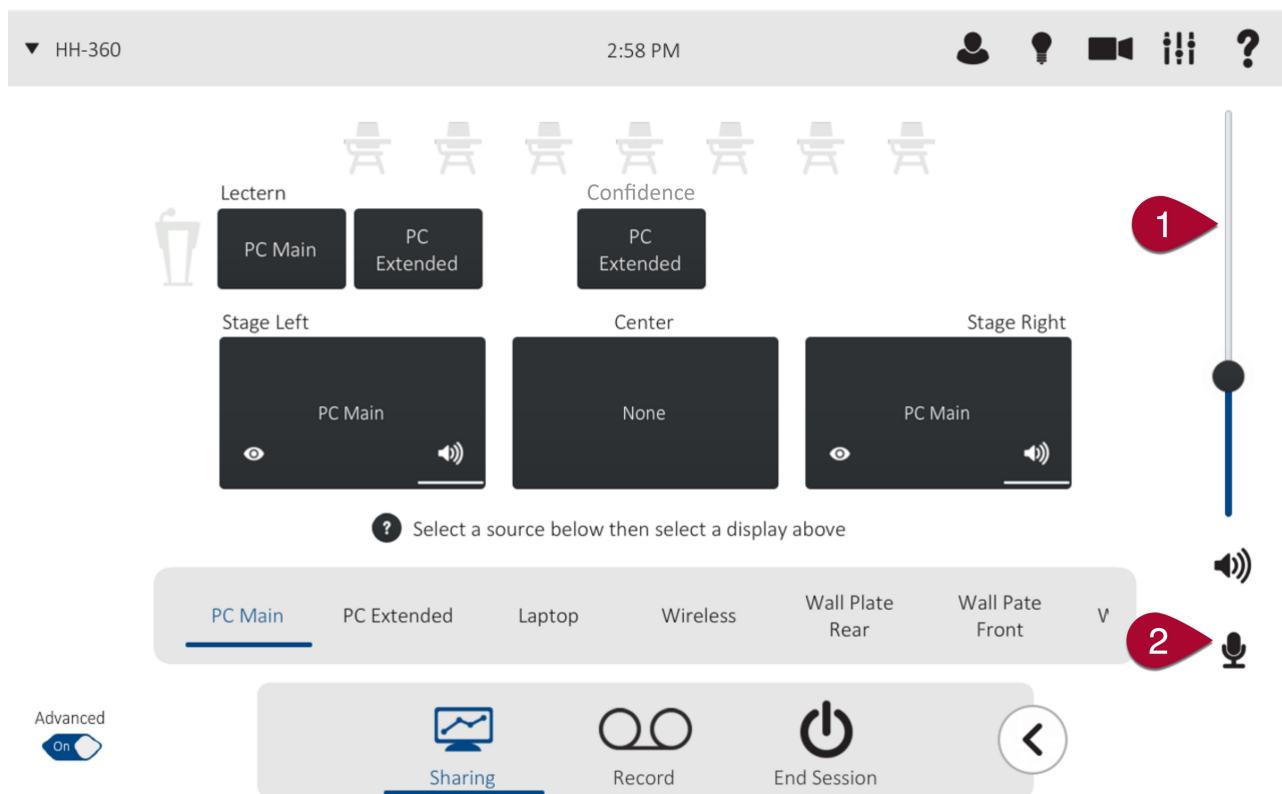 HH-360
2:58 PM
?
Lectern
Confidence
PC Main
PC
Extended
PC
Extended
1
Stage Left
Center
Stage Right
PC Main
None
PC Main
? Select a source below then select a display above
PC Main
PC Extended
Laptop
Wireless
Wall Plate
Rear
Wall Pate
Front
2
Advanced
On
Sharing
Record
End Session